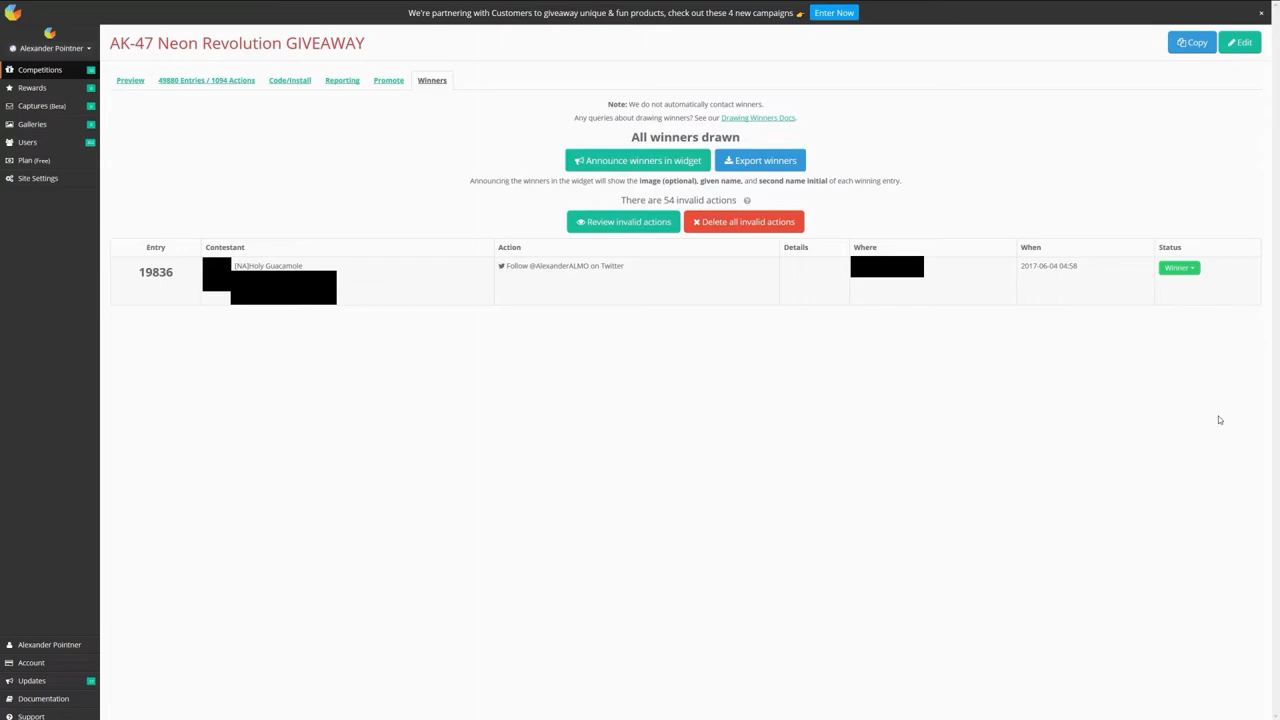 We're partnering with Customers to giveaway unique & fun products, check out these 4 new campaigns 👉 Enter Now ×
Alexander Pointner
AK-47 Neon Revolution GIVEAWAY
Copy
Edit
Competitions
Rewards
Captures (Beta)
Galleries
Users
Plan (Free)
Site Settings
Preview
49880 Entries / 1094 Actions
Code/Install
Reporting
Promote
Winners
Note: We do not automatically contact winners.
Any queries about drawing winners? See our Drawing Winners Docs.
All winners drawn
Announce winners in widget
Export winners
Announcing the winners in the widget will show the image (optional), given name, and second name initial of each winning entry.
There are 54 invalid actions
Review invalid actions
Delete all invalid actions
Entry Contestant Action Details Where When Status
19836 [NA]Holy Guacamole Follow @AlexanderALMO on Twitter 2017-06-04 04:58 Winner
Alexander Pointner
Account
Updates
Documentation
Support